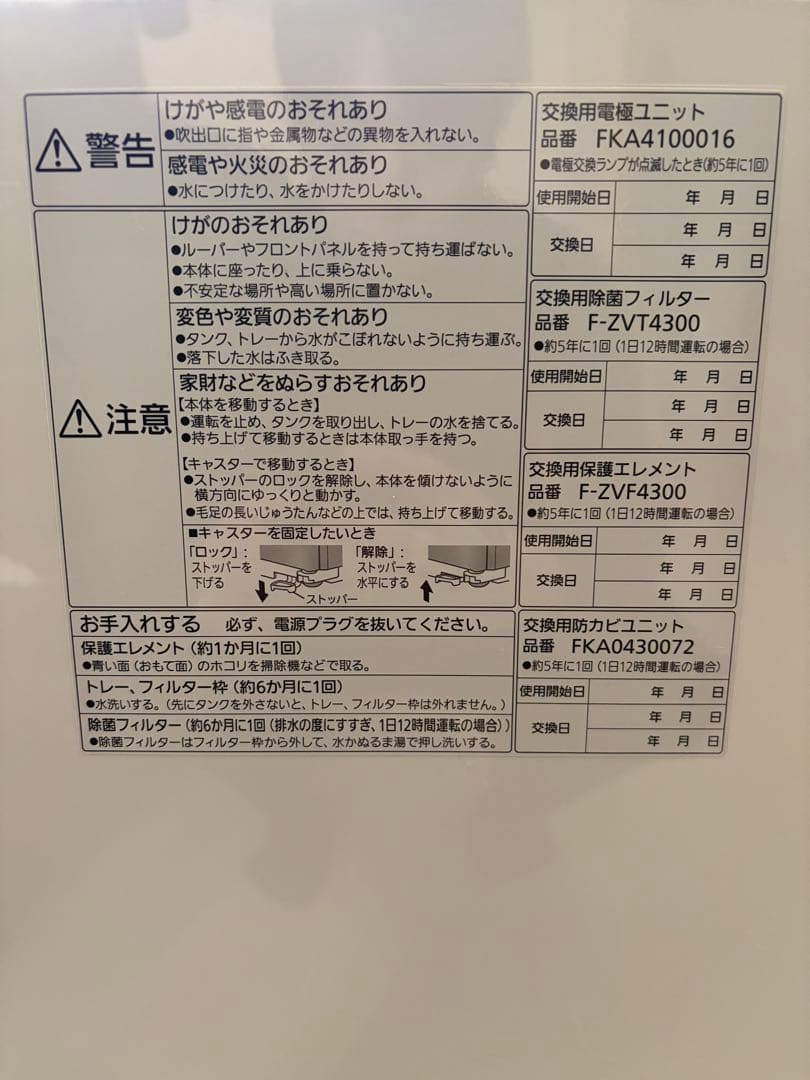 警告
けがや感電のおそれあり
●吹出口に指や金属物などの異物を入れない。
感電や火災のおそれあり
●水につけたり、水をかけたりしない。
注意
けがのおそれあり
●ルーバーやフロントパネルを持って持ち運ばない。
●本体に座ったり、上に乗らない。
●不安定な場所や高い場所に置かない。
変色や変質のおそれあり
●タンク、トレーから水がこぼれないように持ち運ぶ。
●落下した水はふき取る。
家財などをぬらすおそれあり
【本体を移動するとき】
●運転を止め、タンクを取り出し、トレーの水を捨てる。
●持ち上げて移動するときは本体取っ手を持つ。
【キャスターで移動するとき】
●ストッパーのロックを解除し、本体を傾けないように
横方向にゆっくりと動かす。
●毛足の長いじゅうたんなどの上では、持ち上げて移動する。
■キャスターを固定したいとき
「ロック」:
ストッパーを
下げる
ストッパー
「解除」:
ストッパーを
水平にする
お手入れする 必ず、電源プラグを抜いてください。
保護エレメント(約1か月に1回)
●青い面(おもて面)のホコリを掃除機などで取る。
トレー、フィルター枠(約6か月に1回)
●水洗いする。(先にタンクを外さないと、トレー、フィルター枠は外れません。)
除菌フィルター(約6か月に1回(排水の度にすすぎ、1日12時間運転の場合))
●除菌フィルターはフィルター枠から外して、水かぬるま湯で押し洗いする。
交換用電極ユニット
品番 FKA4100016
●電極交換ランプが点滅したとき(約5年に1回)
使用開始日 年 月 日
交換日 年 月 日
年 月 日
交換用除菌フィルター
品番 F-ZVT4300
●約5年に1回(1日12時間運転の場合)
使用開始日 年 月 日
交換日 年 月 日
年 月 日
交換用保護エレメント
品番 F-ZVF4300
●約5年に1回(1日12時間運転の場合)
使用開始日 年 月 日
交換日 年 月 日
年 月 日
交換用防カビユニット
品番 FKA0430072
●約5年に1回(1日12時間運転の場合)
使用開始日 年 月 日
交換日 年 月 日
年 月 日